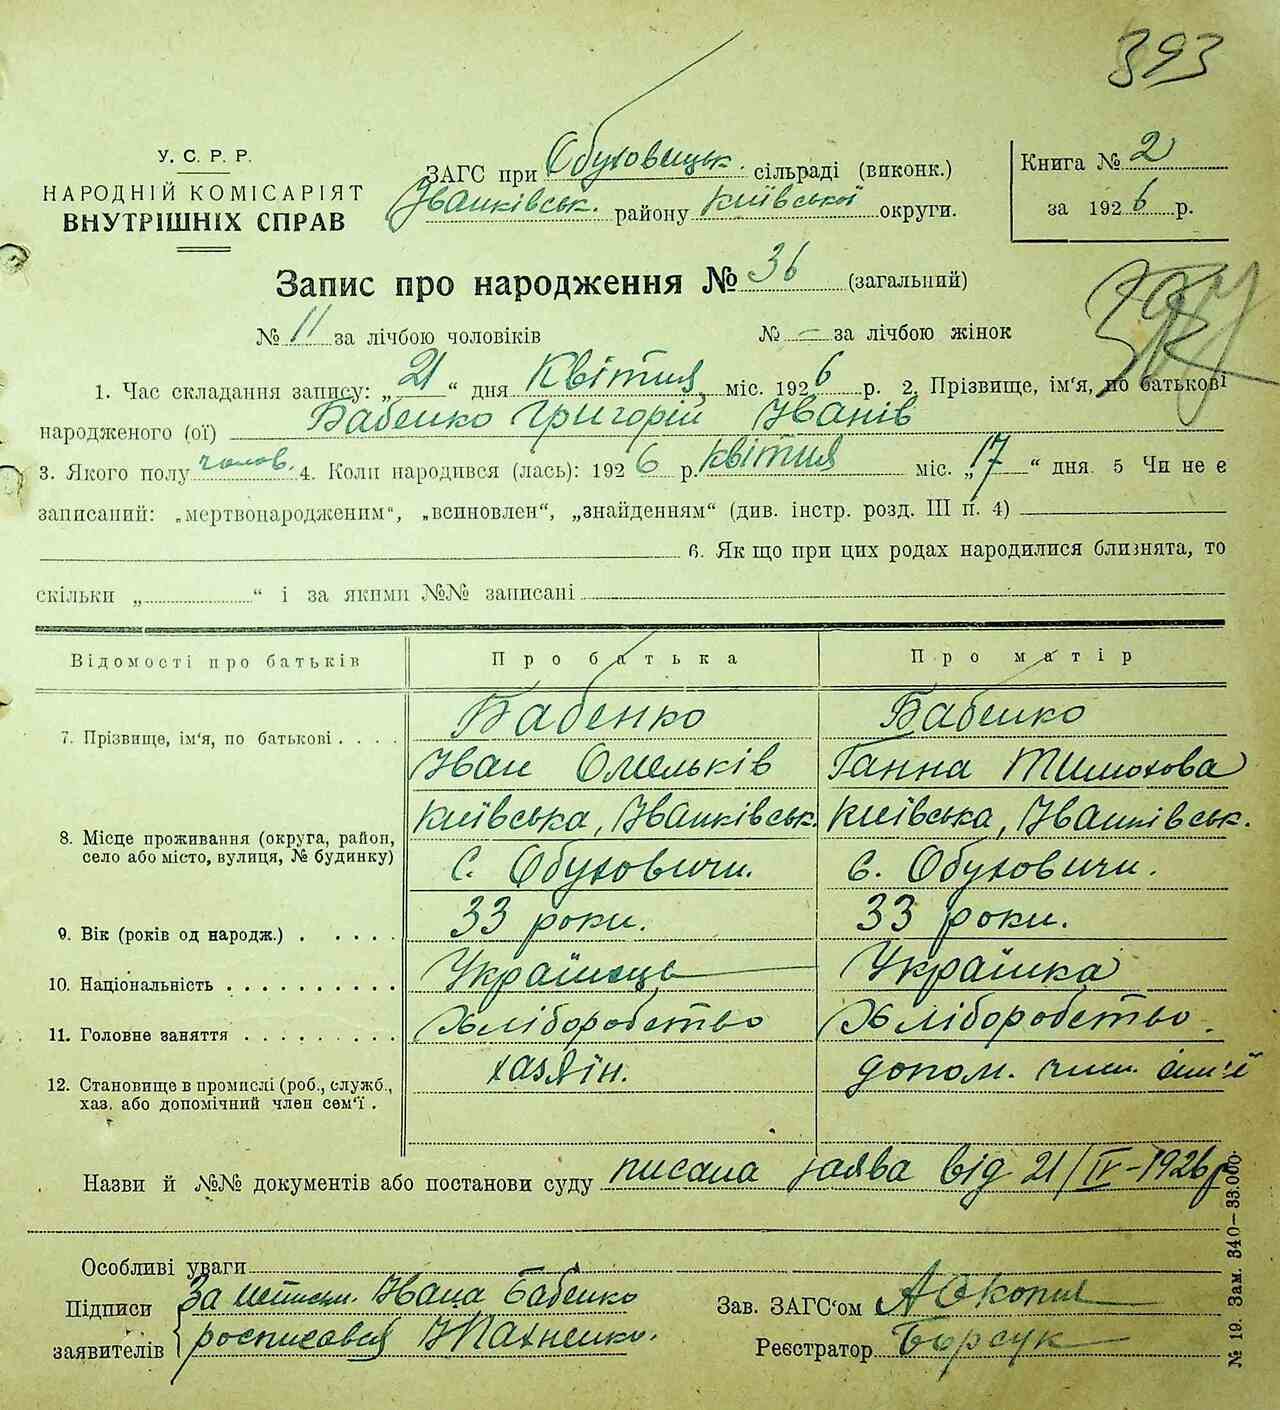 393
У. С. Р. Р.
НАРОДНІЙ КОМІСАРІЯТ
ВНУТРІШНІХ СПРАВ
ЗАГС при Обуховицьк. сільраді (виконк.)
Іванківськ. району Київської округи.
Книга № 2
за 1926 р.
Запис про народження № 36 (загальний)
№ 11 за лічбою чоловіків № — за лічбою жінок
1. Час складання запису: „21“ дня Квітня міс. 1926 р. 2. Прізвище, ім'я, по батькові
народженого (ої) Бабенко Григорій Іванів
3. Якого полу чолов. 4. Коли народився (лась): 1926 р. квітня міс. „17“ дня. 5 Чи не є
записаний: „мертвонародженим“, „всиновлен“, „знайденням“ (див. інстр. розд. III п. 4)
6. Як що при цих родах народилися близнята, то
скільки „ “ і за якими №№ записані
Відомості про батьків Про батька Про матір
7. Прізвище, ім'я, по батькові Бабенко Бабенко
Іван Омельків Ганна Тимохова
8. Місце проживання (округа, район, село або місто, вулиця, № будинку) Київська, Іванківськ. Київська, Іванківськ.
с. Обуховичи. с. Обуховичи.
9. Вік (років од народж.) 33 роки. 33 роки.
10. Національність Українець Українка
11. Головне заняття Хліборобство Хліборобство.
12. Становище в промислі (роб., служб., хаз. або допомічний член сем'ї. хазяїн. допом. член. сім'ї
Назви й №№ документів або постанови суду писана заява від 21/IV-1926 р
Особливі уваги
Підписи заявителів За Івана Бабенко
росписався
Зав. ЗАГС'ом
Реєстратор Борсук
№ 19. Зам. 340—33.000